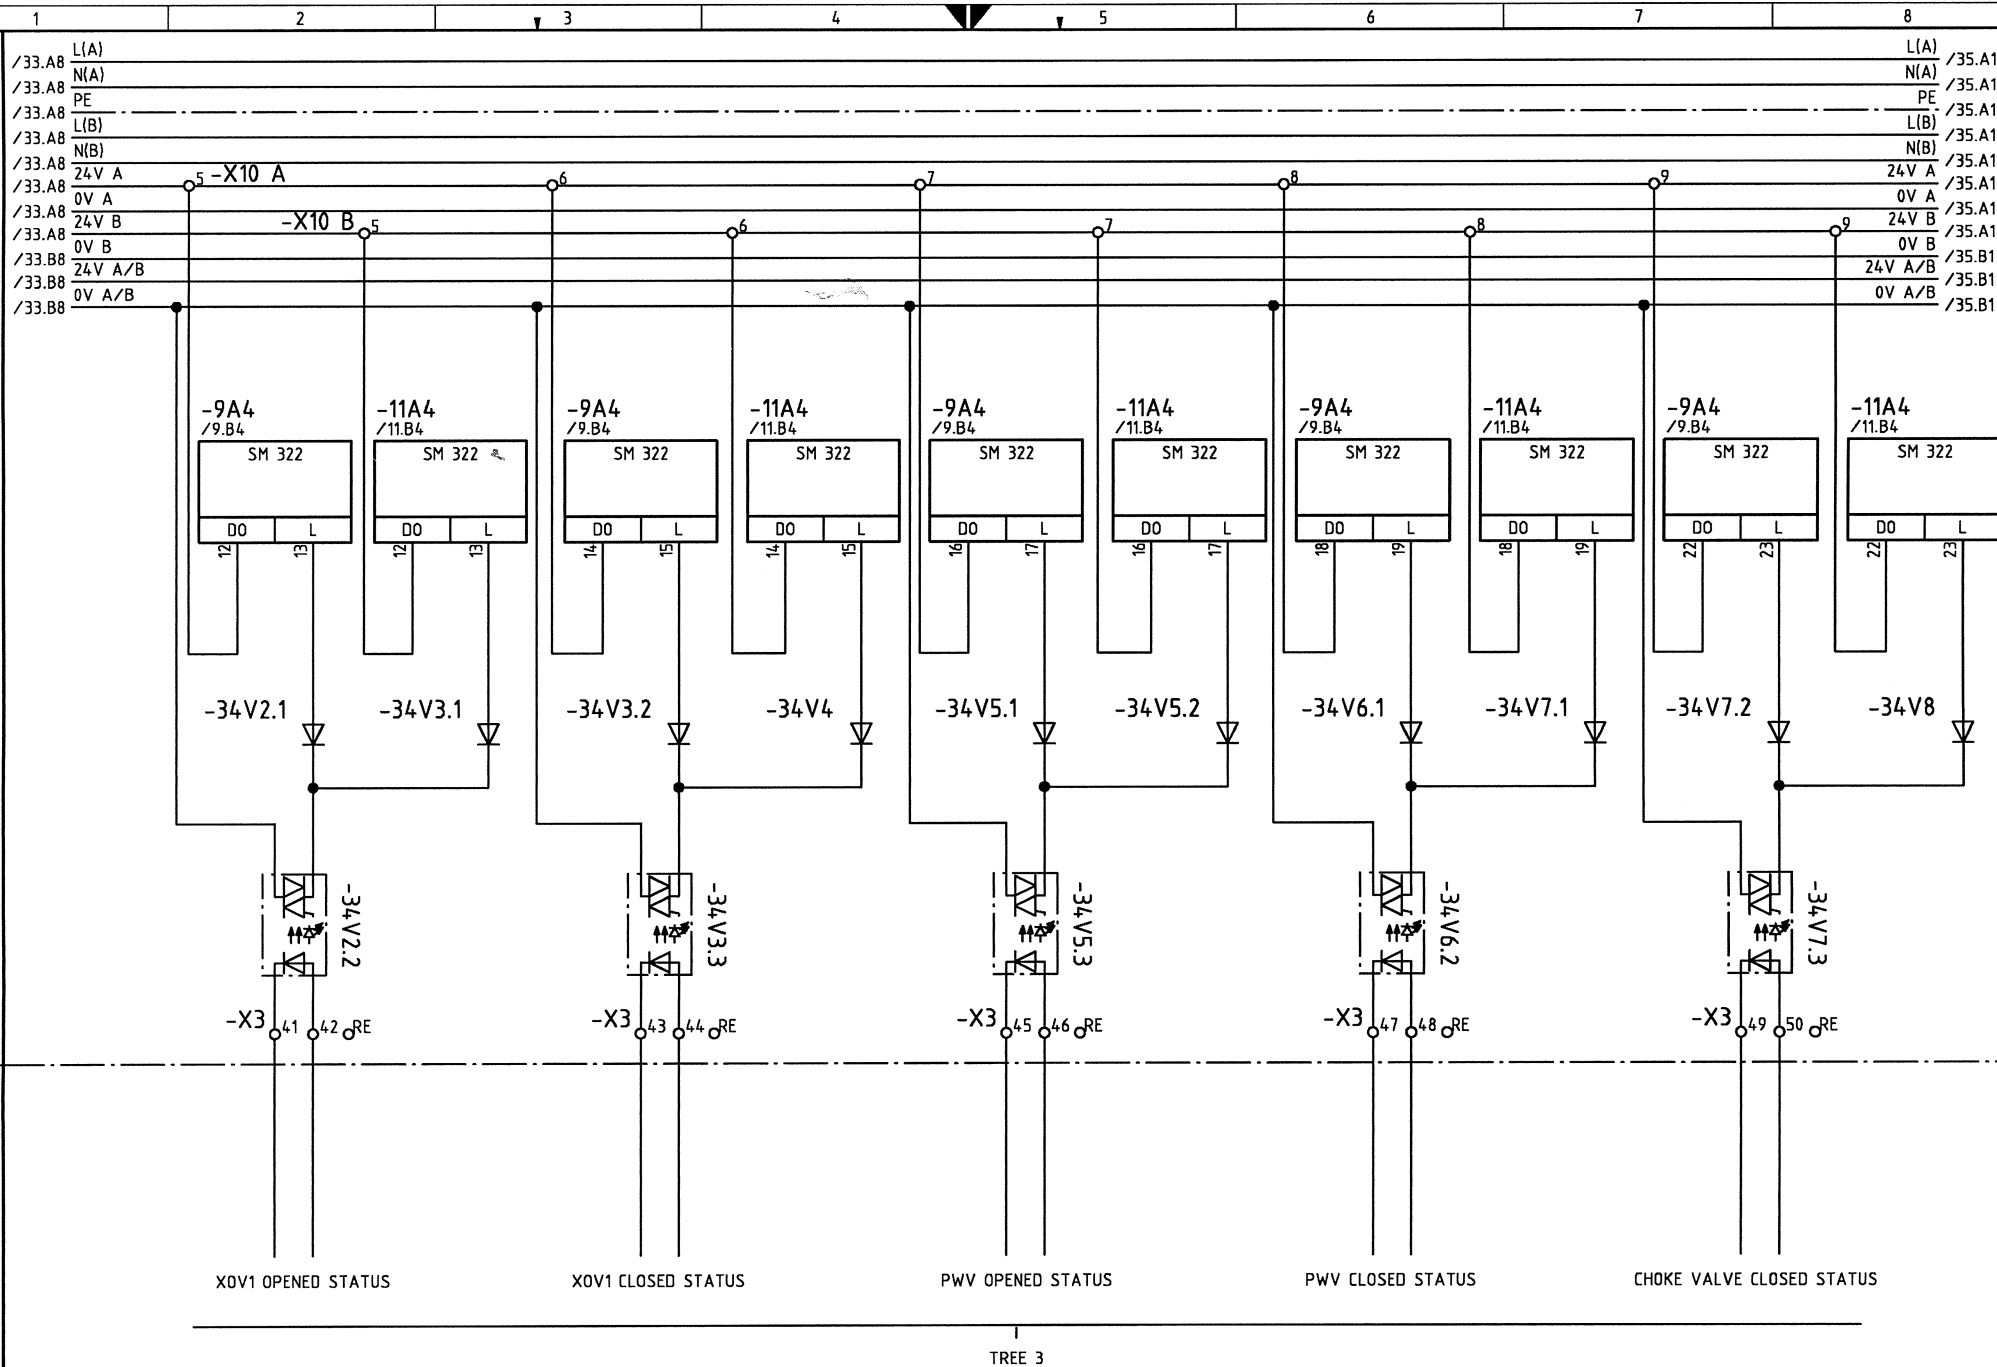 1 2 3 4 5 6 7 8
L(A) L(A)
/33.A8 /35.A1
N(A) N(A)
/33.A8 /35.A1
PE PE
/33.A8 /35.A1
L(B) L(B)
/33.A8 /35.A1
N(B) N(B)
/33.A8 /35.A1
24V A 5 -X10 A 6 7 8 9 24V A
/33.A8 /35.A1
0V A 0V A
/33.A8 /35.A1
24V B -X10 B 5 6 7 8 9 24V B
/33.A8 /35.A1
0V B 0V B
/33.B8 /35.B1
24V A/B 24V A/B
/33.B8 /35.B1
0V A/B 0V A/B
/33.B8 /35.B1
-9A4 -11A4 -9A4 -11A4 -9A4 -11A4 -9A4 -11A4 -9A4 -11A4
/9.B4 /11.B4 /9.B4 /11.B4 /9.B4 /11.B4 /9.B4 /11.B4 /9.B4 /11.B4
SM 322 SM 322 SM 322 SM 322 SM 322 SM 322 SM 322 SM 322 SM 322 SM 322
DO L DO L DO L DO L DO L DO L DO L DO L DO L DO L
12 13 12 13 14 15 14 15 16 17 16 17 18 19 18 19 22 23 22 23
-34V2.1 -34V3.1 -34V3.2 -34V4 -34V5.1 -34V5.2 -34V6.1 -34V7.1 -34V7.2 -34V8
-34V2.2 -34V3.3 -34V5.3 -34V6.2 -34V7.3
-X3 41 42 RE -X3 43 44 RE -X3 45 46 RE -X3 47 48 RE -X3 49 50 RE
XOV1 OPENED STATUS XOV1 CLOSED STATUS PWV OPENED STATUS PWV CLOSED STATUS CHOKE VALVE CLOSED STATUS
TREE 3